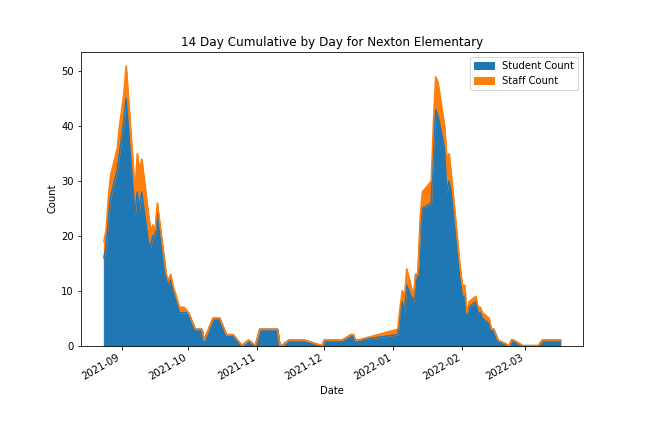 14 Day Cumulative by Day for Nexton Elementary
Student Count
Staff Count
Count
50
40
30
20
10
0
2021-09
2021-10
2021-11
2021-12
2022-01
2022-02
2022-03
Date